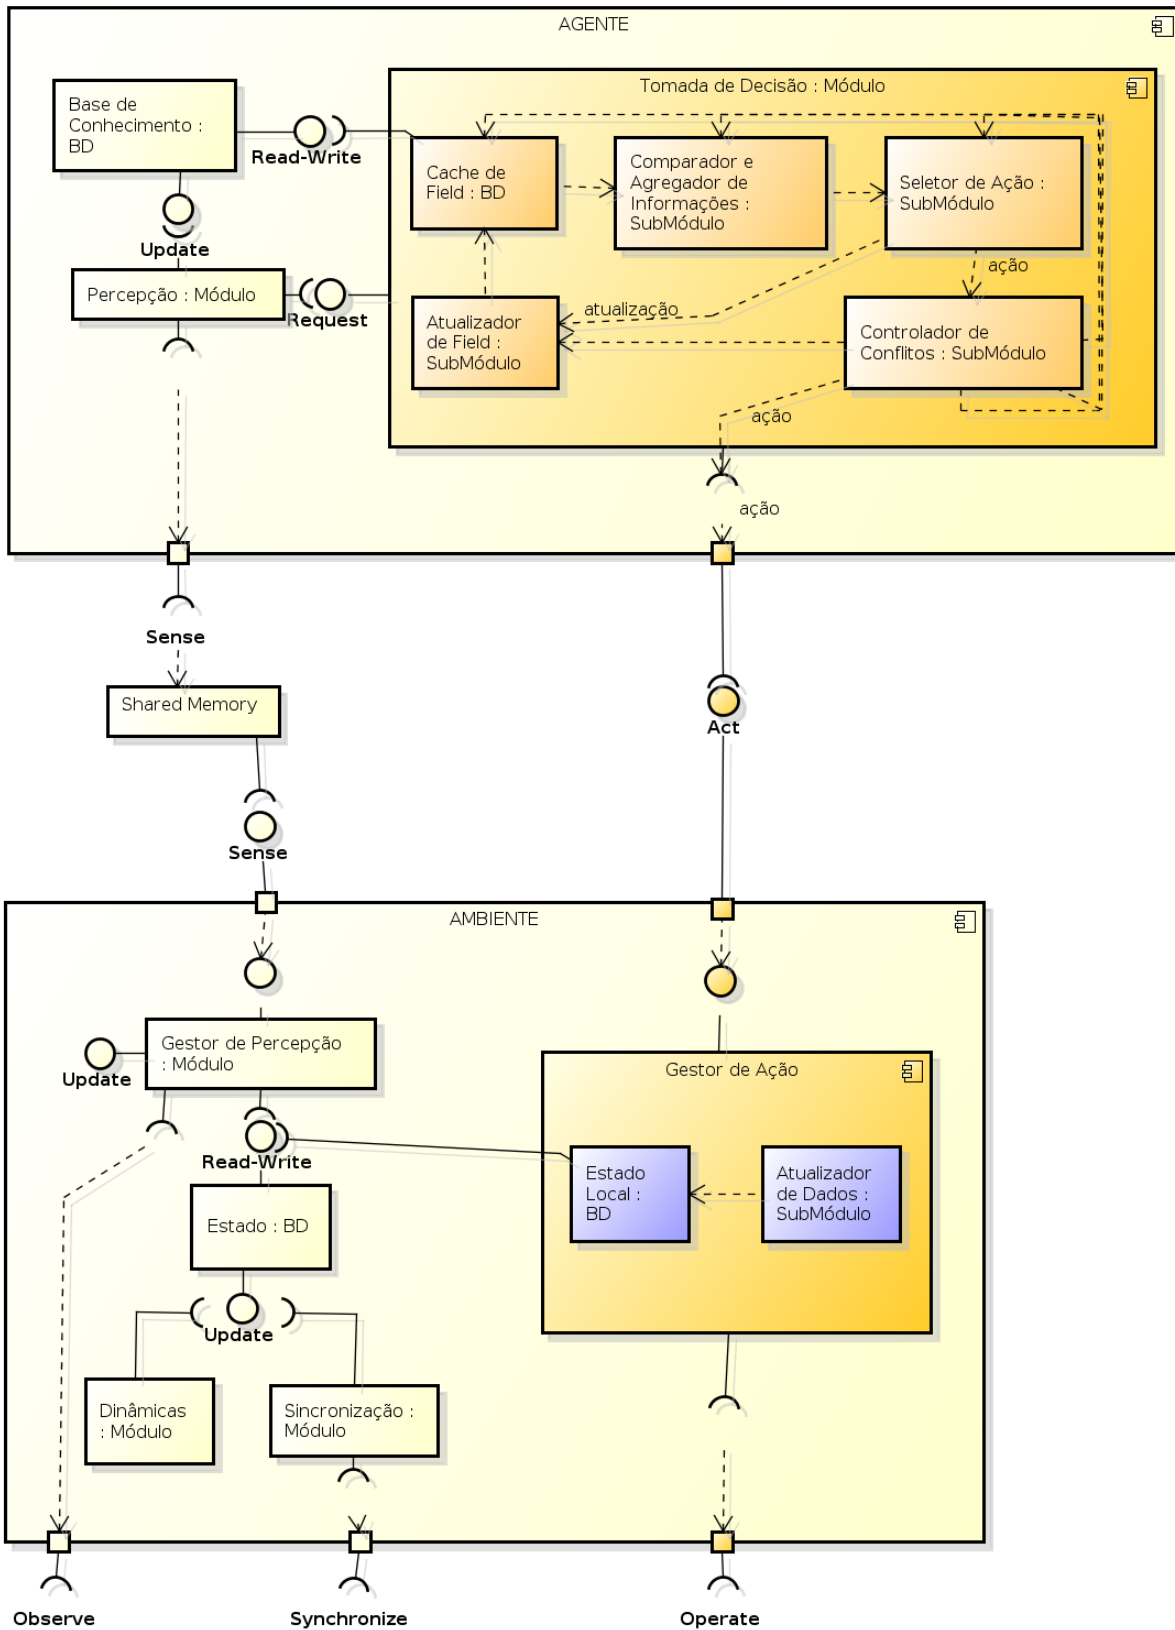 AGENTE
Base de
Conhecimento :
BD
Read-Write
Update
Percepção : Módulo
Request
Tomada de Decisão : Módulo
Cache de
Field : BD
Comparador e
Agregador de
Informações :
SubMódulo
Seletor de Ação :
SubMódulo
ação
atualização
Atualizador
de Field :
SubMódulo
Controlador de
Conflitos : SubMódulo
ação
ação
Sense
Shared Memory
Act
Sense
AMBIENTE
Gestor de Percepção
: Módulo
Update
Read-Write
Estado : BD
Update
Dinâmicas
: Módulo
Sincronização :
Módulo
Gestor de Ação
Estado
Local :
BD
Atualizador
de Dados :
SubMódulo
Observe
Synchronize
Operate